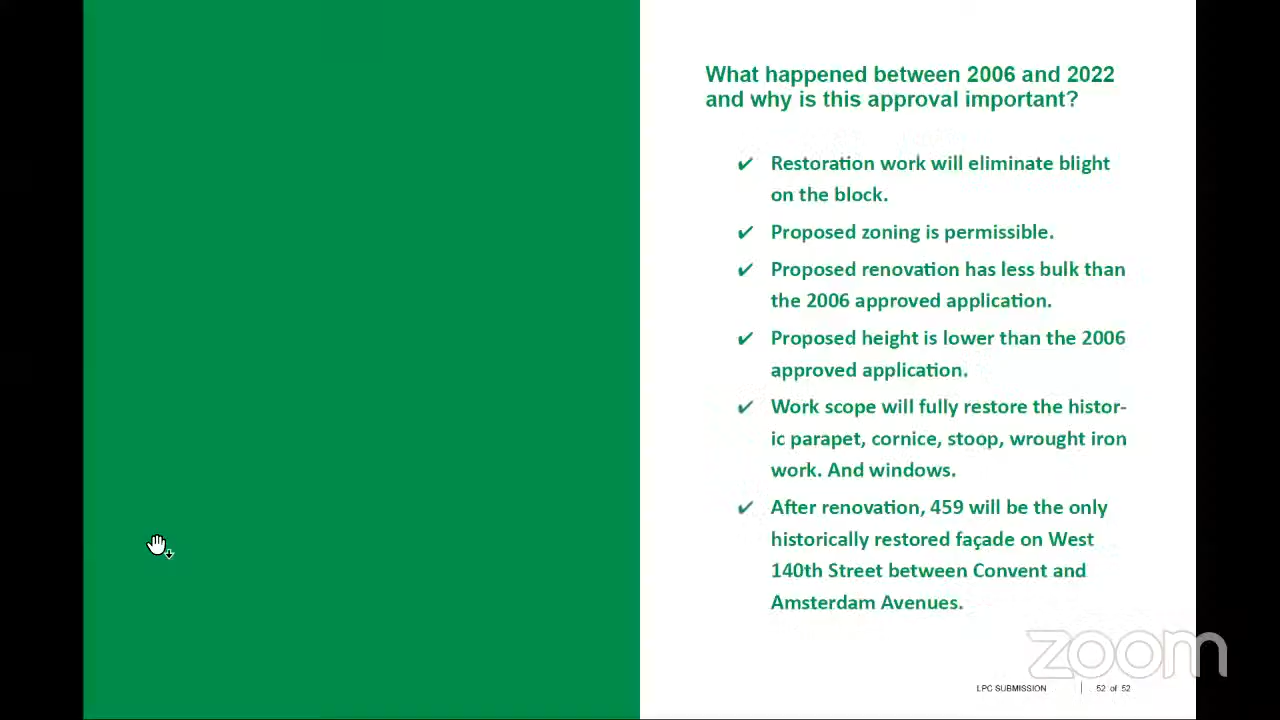 What happened between 2006 and 2022
and why is this approval important?
✔ Restoration work will eliminate blight
on the block.
✔ Proposed zoning is permissible.
✔ Proposed renovation has less bulk than
the 2006 approved application.
✔ Proposed height is lower than the 2006
approved application.
✔ Work scope will fully restore the histor-
ic parapet, cornice, stoop, wrought iron
work. And windows.
✔ After renovation, 459 will be the only
historically restored façade on West
140th Street between Convent and
Amsterdam Avenues.
zoom
LPC SUBMISSION | 52 of 52